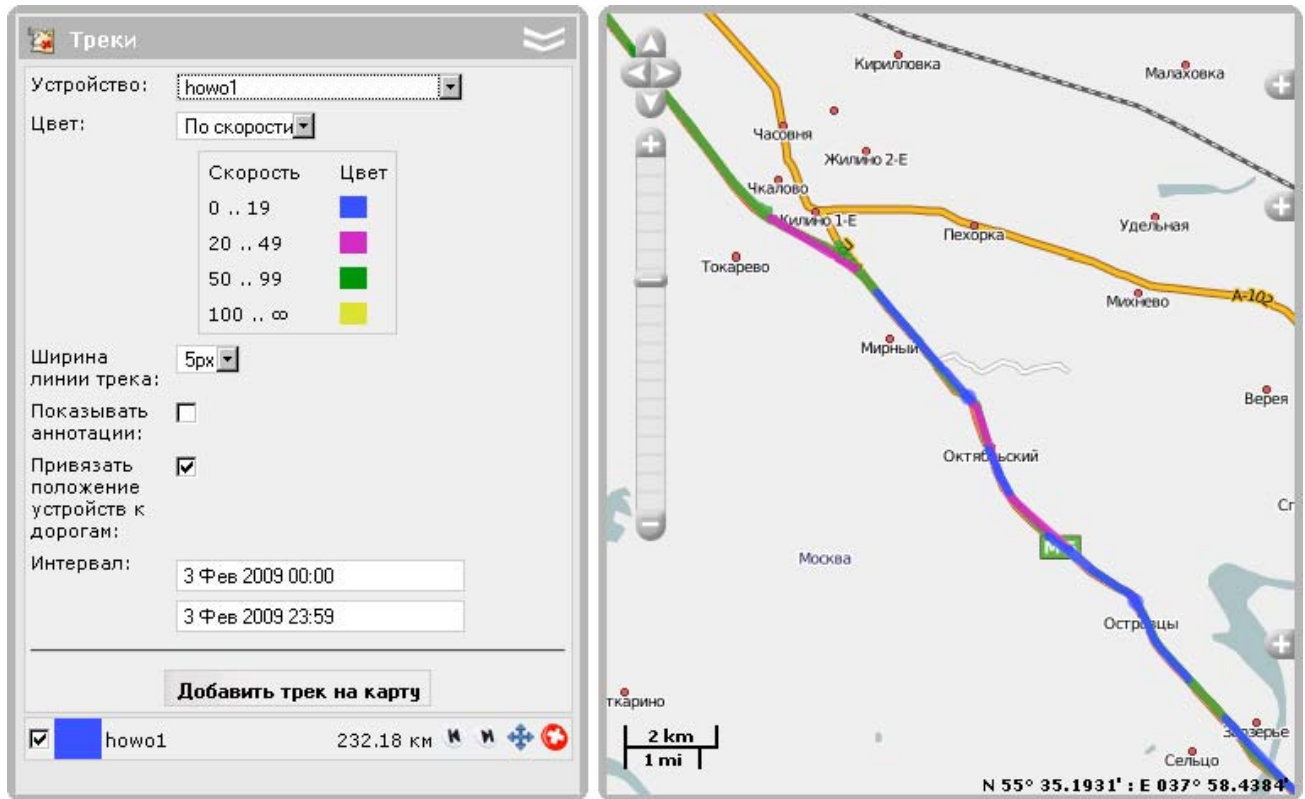 Треки
Устройство:
howo1
Цвет:
По скорости
Скорость Цвет
0 .. 19
20 .. 49
50 .. 99
100 .. ∞
Ширина
линии трека:
5px
Показывать
аннотации:
Привязать
положение
устройств к
дорогам:
Интервал:
3 Фев 2009 00:00
3 Фев 2009 23:59
Добавить трек на карту
howo1 232.18 км
Кирилловка
Малаховка
Часовня
Жилино 2-Е
Чкалово
Жилино 1-Е
Удельная
Пехорка
Токарево
Михнево
А-102
Мирный
Верея
Октябьский
Москва
Островцы
ткарино
2 km
1 mi
Сельцо
N 55° 35.1931' : E 037° 58.4384'